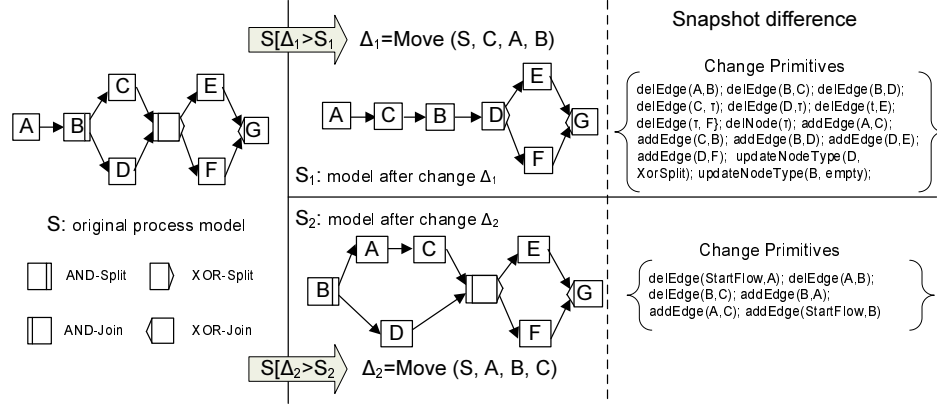 Snapshot difference
S[Δ1>S1
Δ1=Move (S, C, A, B)
Change Primitives
delEdge(A,B); delEdge(B,C); delEdge(B,D);
delEdge(C, τ); delEdge(D,τ); delEdge(t,E);
delEdge(τ, F}; delNode(τ); addEdge(A,C);
addEdge(C,B); addEdge(B,D); addEdge(D,E);
addEdge(D,F); updateNodeType(D,
XorSplit); updateNodeType(B, empty);
C
E
A
B
G
D
F
E
A
C
B
D
G
F
S1: model after change Δ1
S: original process model
AND-Split
XOR-Split
AND-Join
XOR-Join
S2: model after change Δ2
A
C
E
B
G
D
F
Change Primitives
delEdge(StartFlow,A); delEdge(A,B);
delEdge(B,C); addEdge(B,A);
addEdge(A,C); addEdge(StartFlow,B)
S[Δ2>S2
Δ2=Move (S, A, B, C)